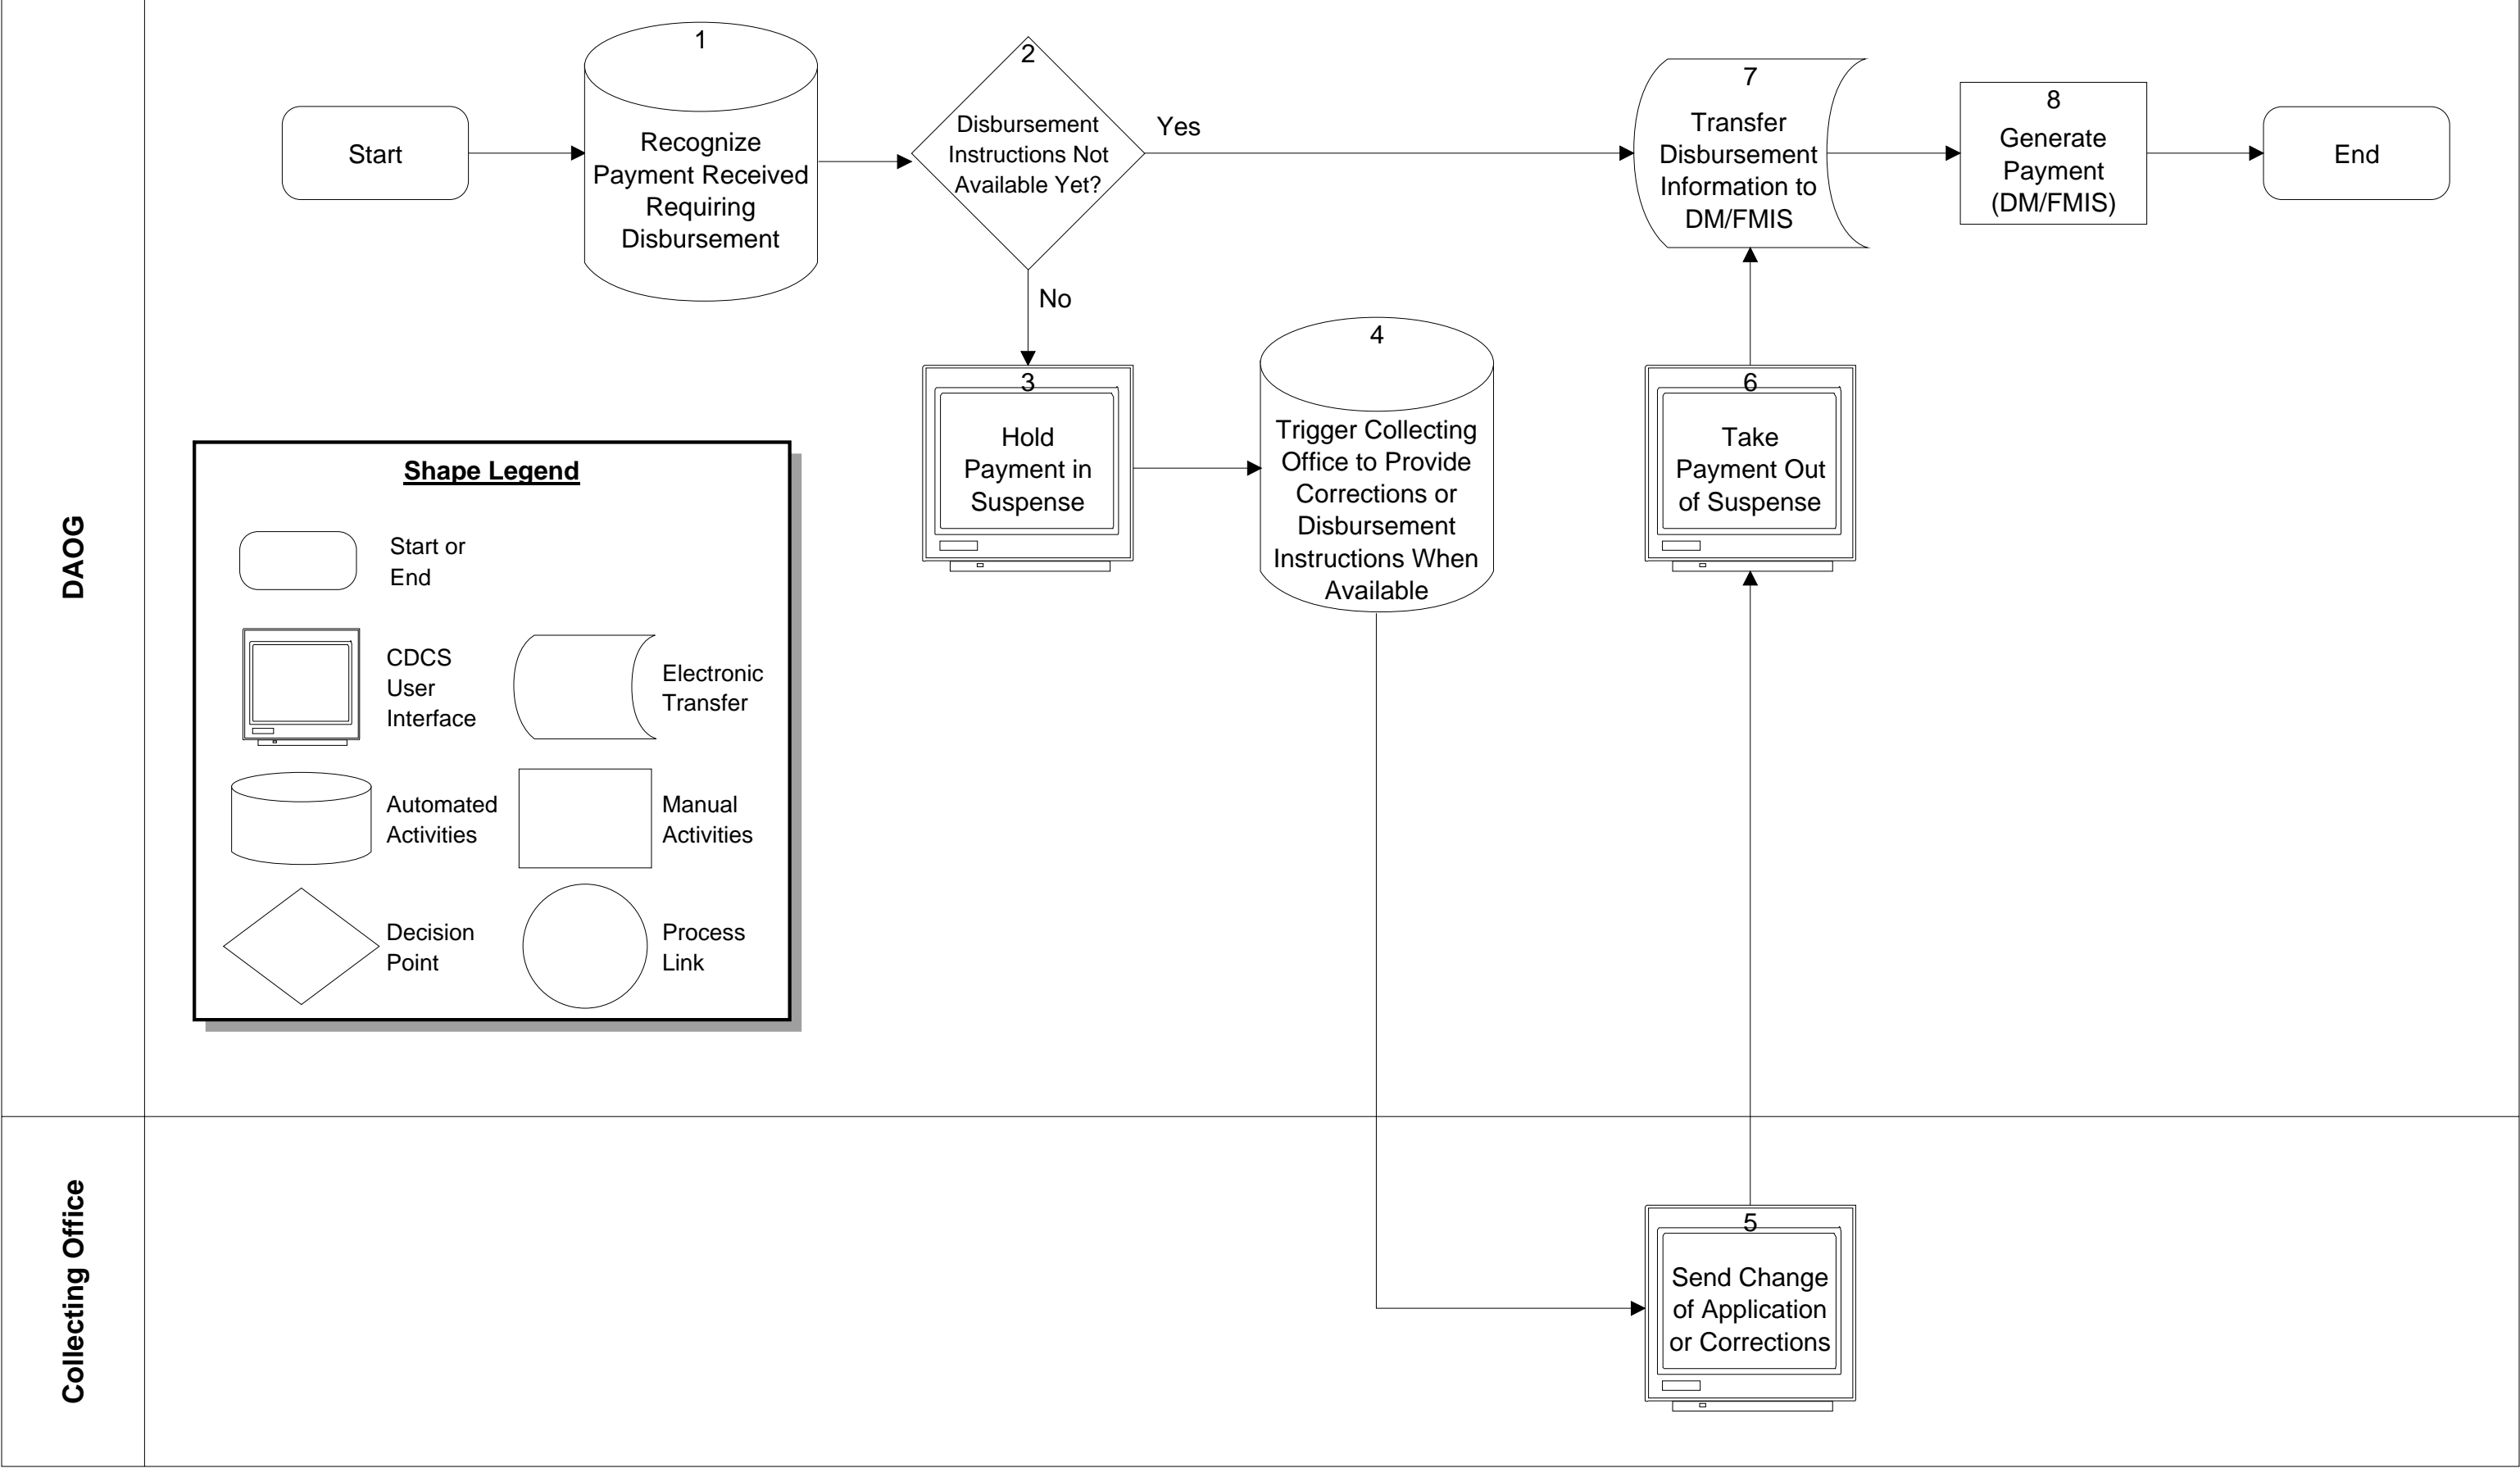 DAOG
Start
1
Recognize
Payment Received
Requiring
Disbursement
2
Disbursement
Instructions Not
Available Yet?
Yes
No
7
Transfer
Disbursement
Information to
DM/FMIS
8
Generate
Payment
(DM/FMIS)
End
3
Hold
Payment in
Suspense
4
Trigger Collecting
Office to Provide
Corrections or
Disbursement
Instructions When
Available
6
Take
Payment Out
of Suspense
Shape Legend
Start or
End
CDCS
User
Interface
Electronic
Transfer
Automated
Activities
Manual
Activities
Decision
Point
Process
Link
Collecting Office
5
Send Change
of Application
or Corrections